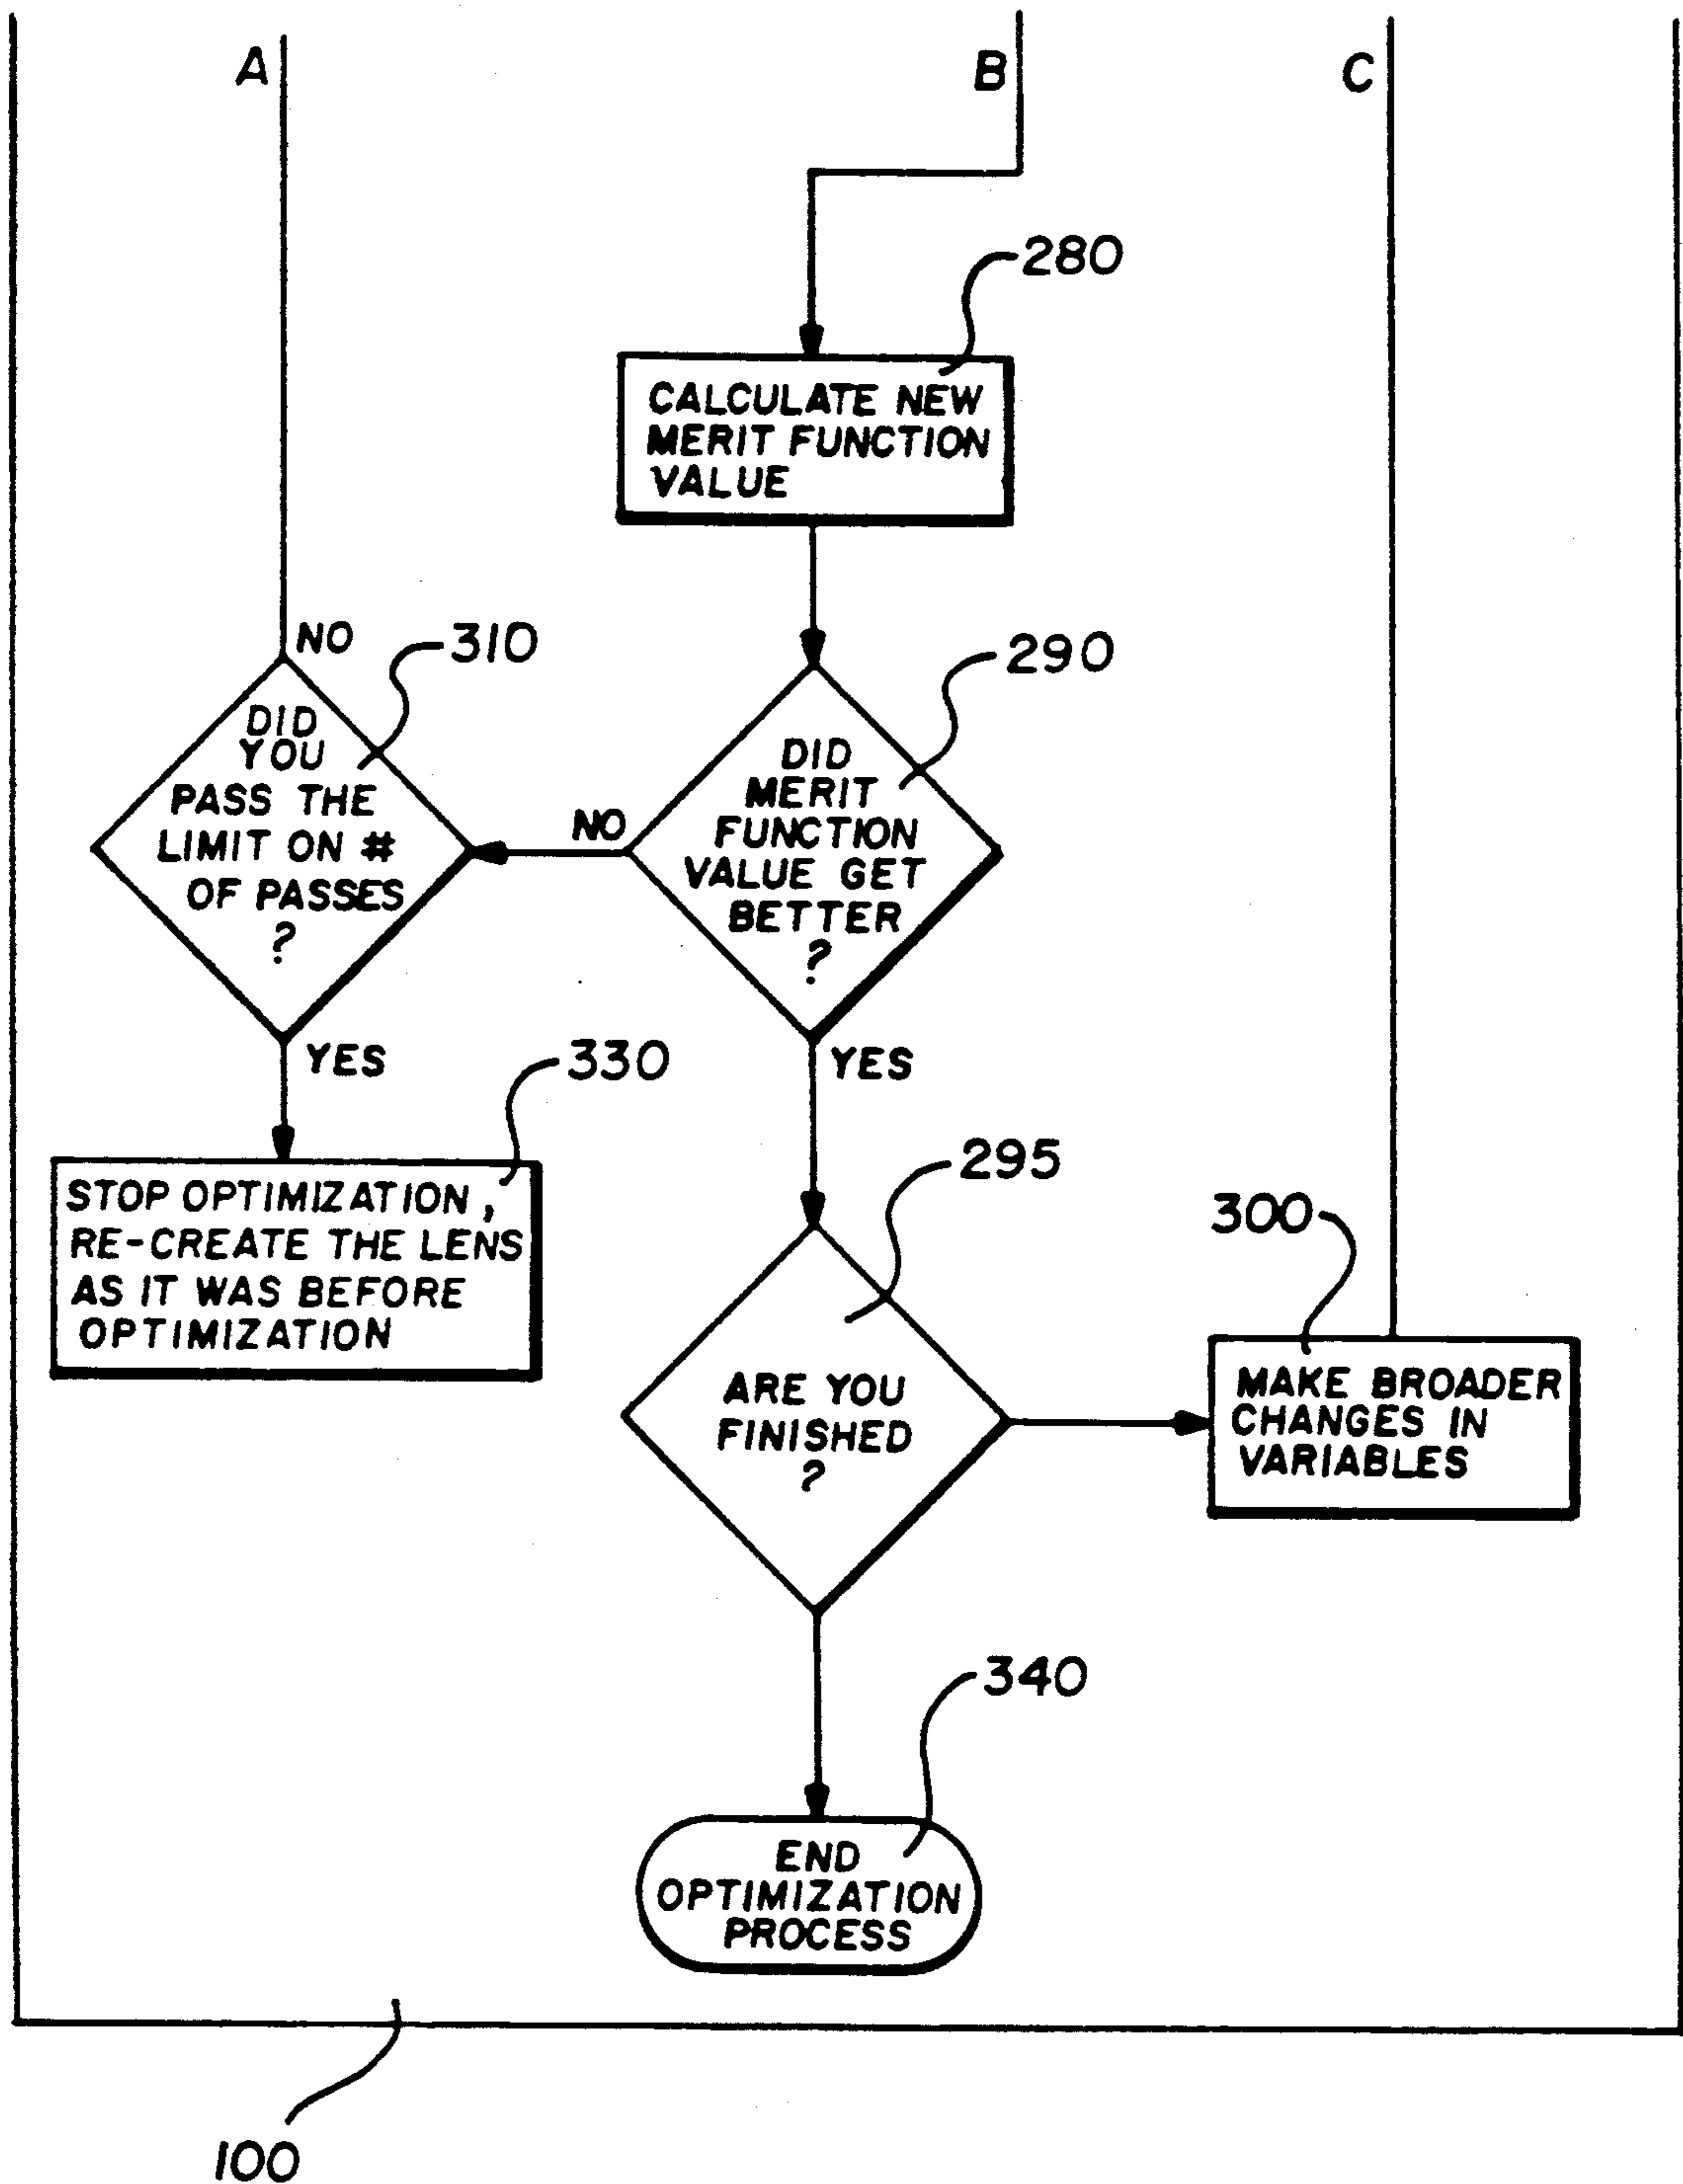 A
B
C
280
CALCULATE NEW
MERIT FUNCTION
VALUE
NO
310
290
DID
YOU
PASS THE
LIMIT ON #
OF PASSES
?
NO
DID
MERIT
FUNCTION
VALUE GET
BETTER
?
YES
330
YES
STOP OPTIMIZATION,
RE-CREATE THE LENS
AS IT WAS BEFORE
OPTIMIZATION
295
300
ARE YOU
FINISHED
?
MAKE BROADER
CHANGES IN
VARIABLES
340
END
OPTIMIZATION
PROCESS
100